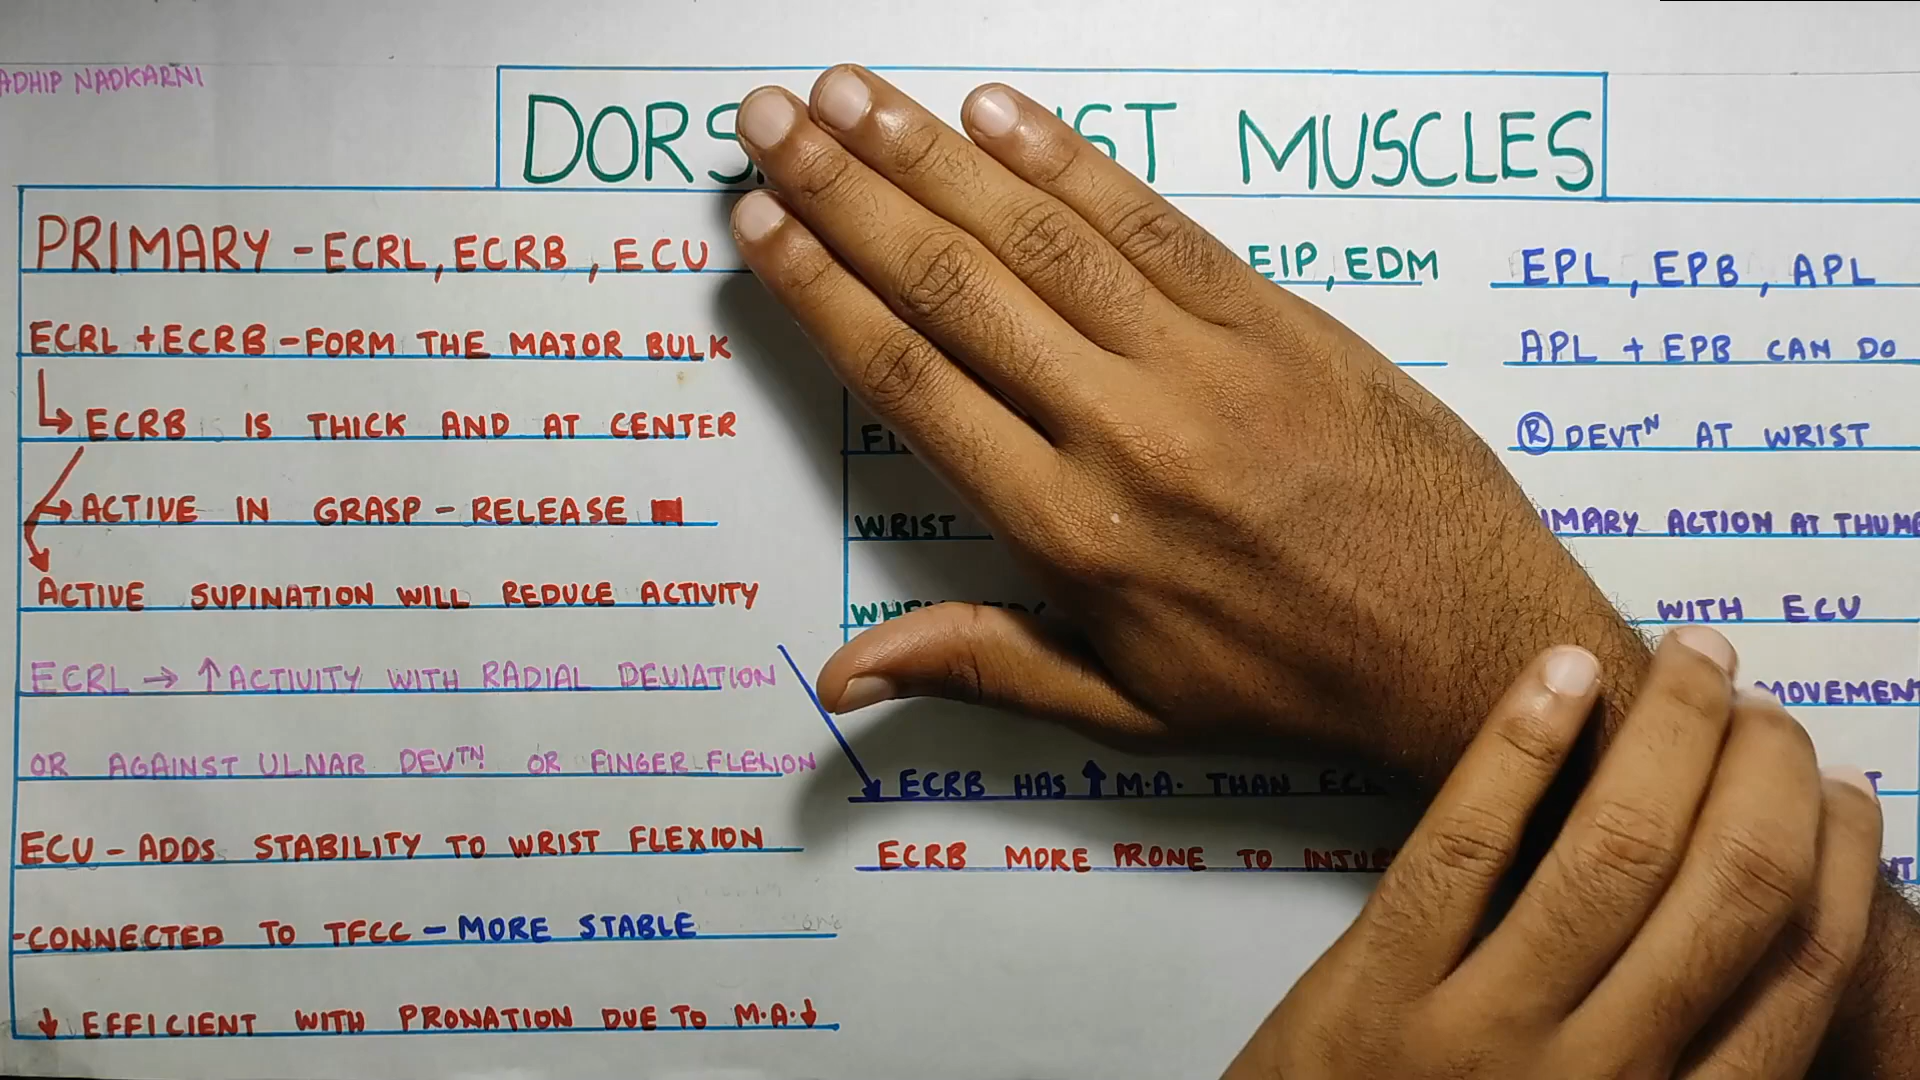 ADHIP NADKARNI
MUSCLES
PRIMARY - ECRL, ECRB, ECU
ECRL + ECRB - FORM THE MAJOR BULK
ECRB IS THICK AND AT CENTER
ACTIVE IN GRASP - RELEASE
ACTIVE SUPINATION WILL REDUCE ACTIVITY
ECRL → ↑ ACTIVITY WITH RADIAL DEVIATION
OR AGAINST ULNAR DEVTN OR FINGER FLEXION
ECU - ADDS STABILITY TO WRIST FLEXION
- CONNECTED TO TFCC - MORE STABLE
↓ EFFICIENT WITH PRONATION DUE TO M.A. ↓
EIP, EDM
WRIST
ECRB HAS ↑ M.A. THAN
ECRB MORE PRONE TO
EPL, EPB, APL
APL + EPB CAN DO
Ⓡ DEVTN AT WRIST
ACTION AT
WITH ECU